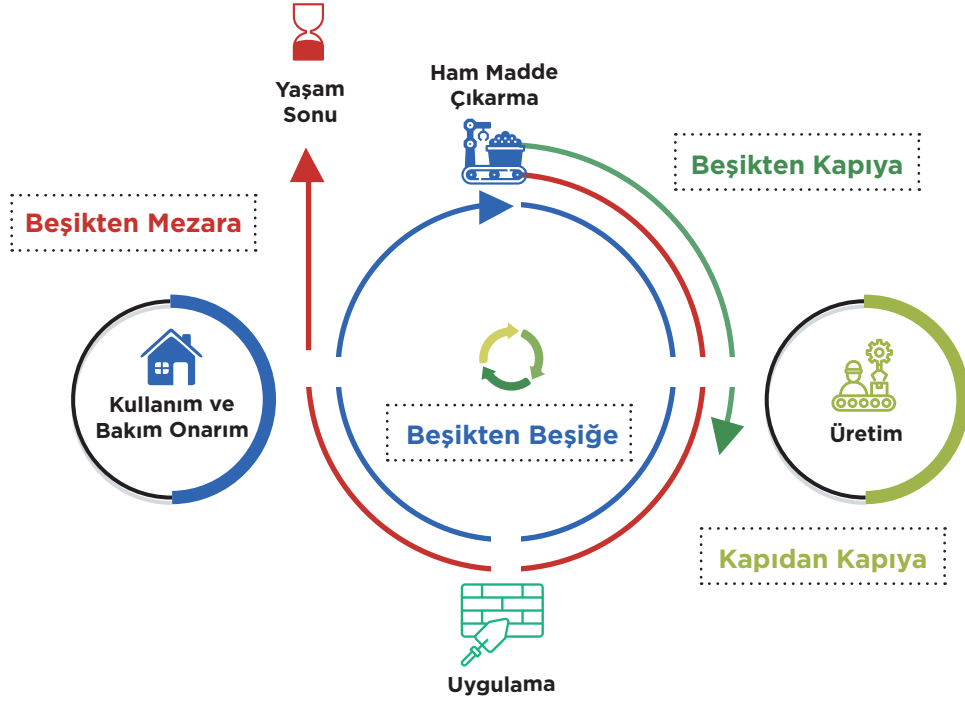 Yaşam
Sonu
Ham Madde
Çıkarma
Beşikten Kapıya
Beşikten Mezara
Kullanım ve
Bakım Onarım
Beşikten Beşiğe
Üretim
Kapıdan Kapıya
Uygulama